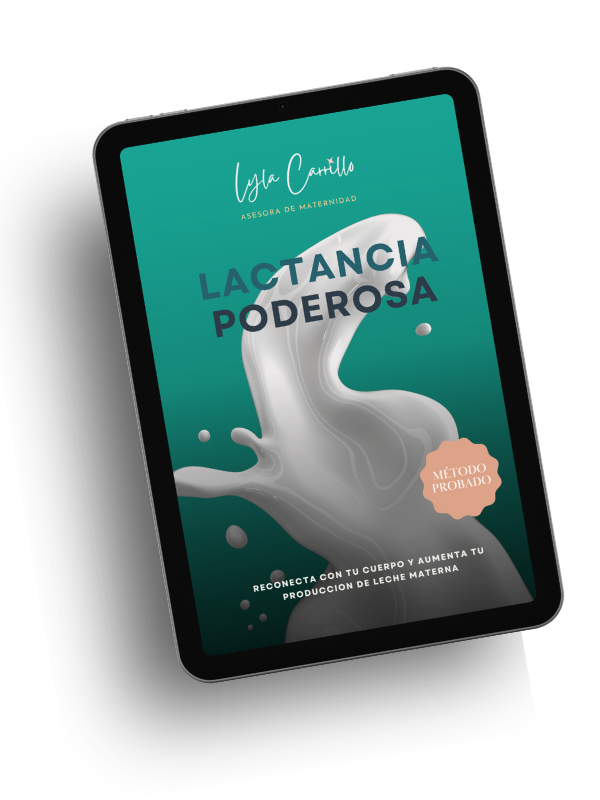 Lyla Carrillo
ASESORA DE MATERNIDAD
LACTANCIA
PODEROSA
MÉTODO
PROBADO
RECONECTA CON TU CUERPO Y AUMENTA TU
PRODUCCION DE LECHE MATERNA